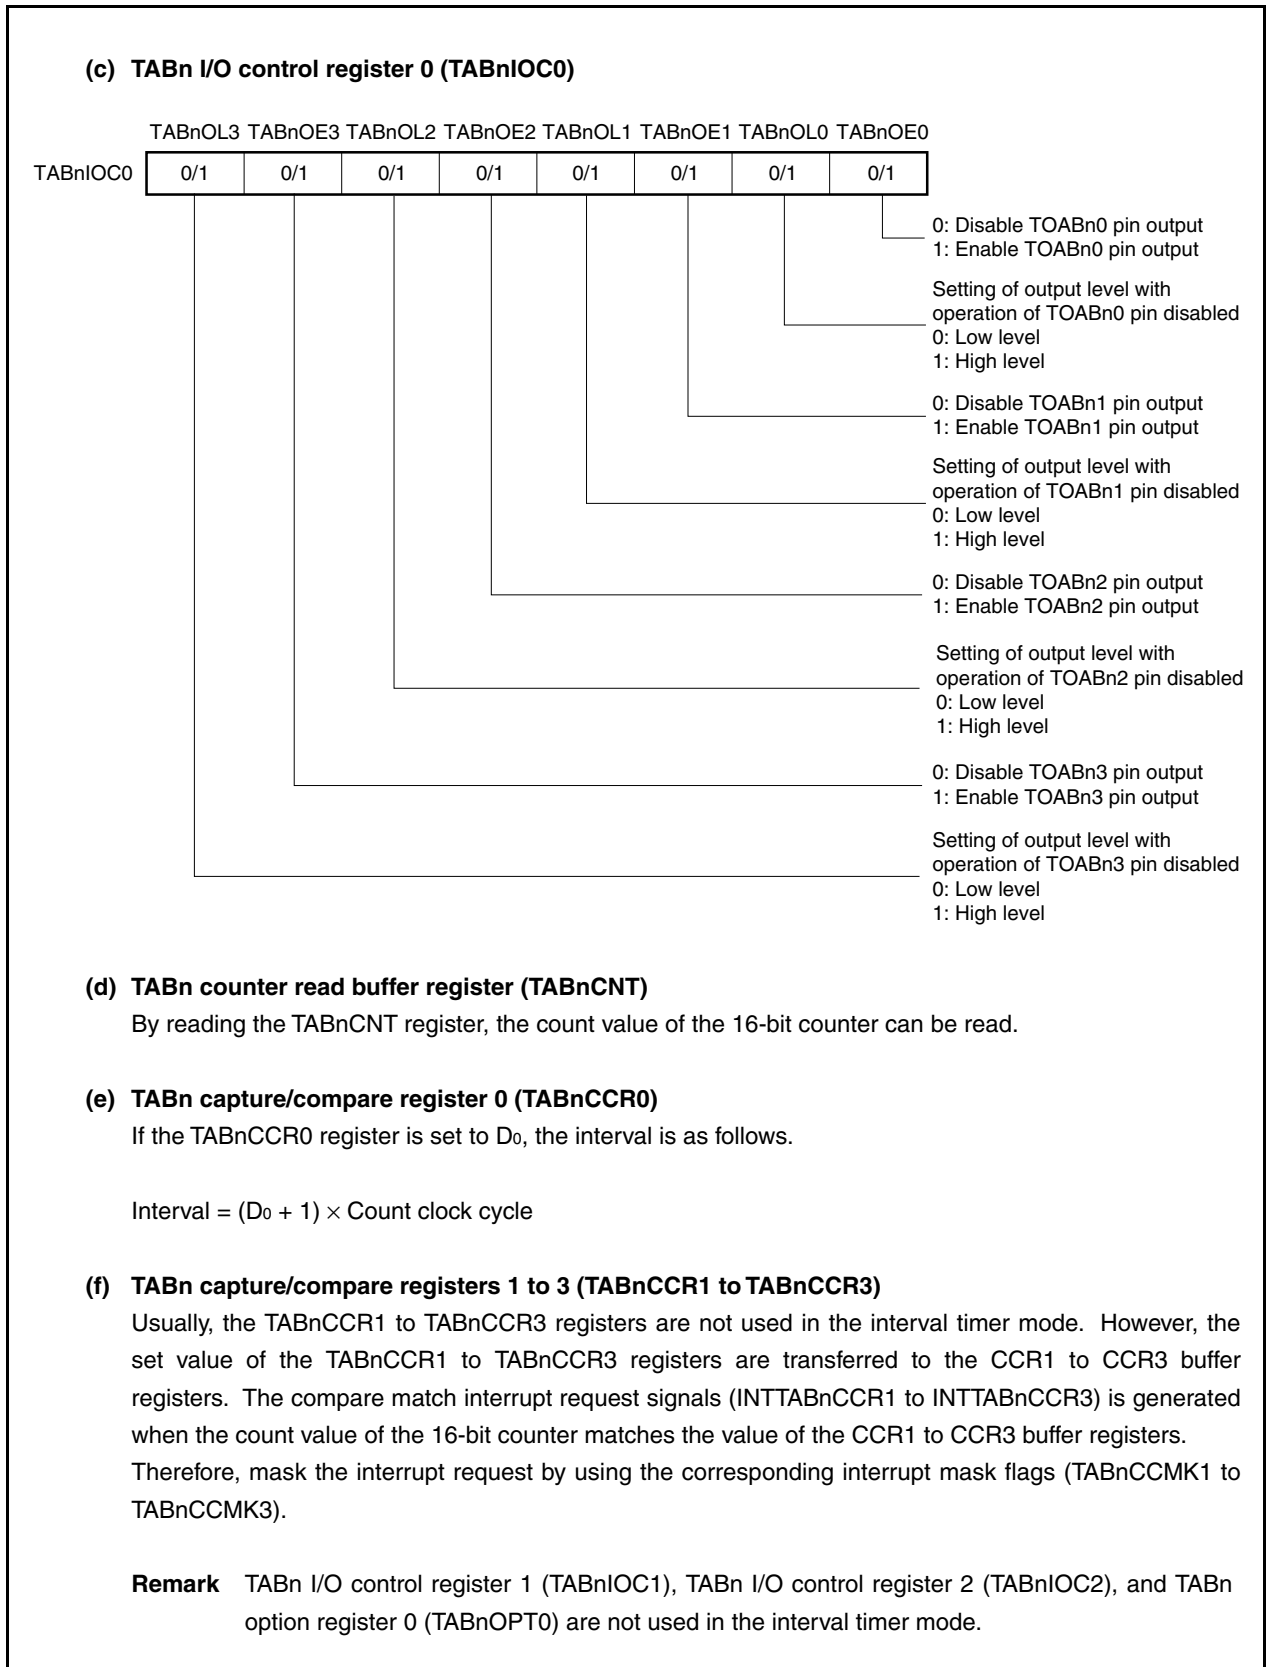 (c) TABn I/O control register 0 (TABnIOC0)
TABnOL3 TABnOE3 TABnOL2 TABnOE2 TABnOL1 TABnOE1 TABnOL0 TABnOE0
TABnIOC0 0/1 0/1 0/1 0/1 0/1 0/1 0/1 0/1
0: Disable TOABn0 pin output
1: Enable TOABn0 pin output
Setting of output level with
operation of TOABn0 pin disabled
0: Low level
1: High level
0: Disable TOABn1 pin output
1: Enable TOABn1 pin output
Setting of output level with
operation of TOABn1 pin disabled
0: Low level
1: High level
0: Disable TOABn2 pin output
1: Enable TOABn2 pin output
Setting of output level with
operation of TOABn2 pin disabled
0: Low level
1: High level
0: Disable TOABn3 pin output
1: Enable TOABn3 pin output
Setting of output level with
operation of TOABn3 pin disabled
0: Low level
1: High level
(d) TABn counter read buffer register (TABnCNT)
By reading the TABnCNT register, the count value of the 16-bit counter can be read.
(e) TABn capture/compare register 0 (TABnCCR0)
If the TABnCCR0 register is set to D0, the interval is as follows.
Interval = (D0 + 1) × Count clock cycle
(f) TABn capture/compare registers 1 to 3 (TABnCCR1 to TABnCCR3)
Usually, the TABnCCR1 to TABnCCR3 registers are not used in the interval timer mode. However, the
set value of the TABnCCR1 to TABnCCR3 registers are transferred to the CCR1 to CCR3 buffer
registers. The compare match interrupt request signals (INTTABnCCR1 to INTTABnCCR3) is generated
when the count value of the 16-bit counter matches the value of the CCR1 to CCR3 buffer registers.
Therefore, mask the interrupt request by using the corresponding interrupt mask flags (TABnCCMK1 to
TABnCCMK3).
Remark TABn I/O control register 1 (TABnIOC1), TABn I/O control register 2 (TABnIOC2), and TABn
option register 0 (TABnOPT0) are not used in the interval timer mode.